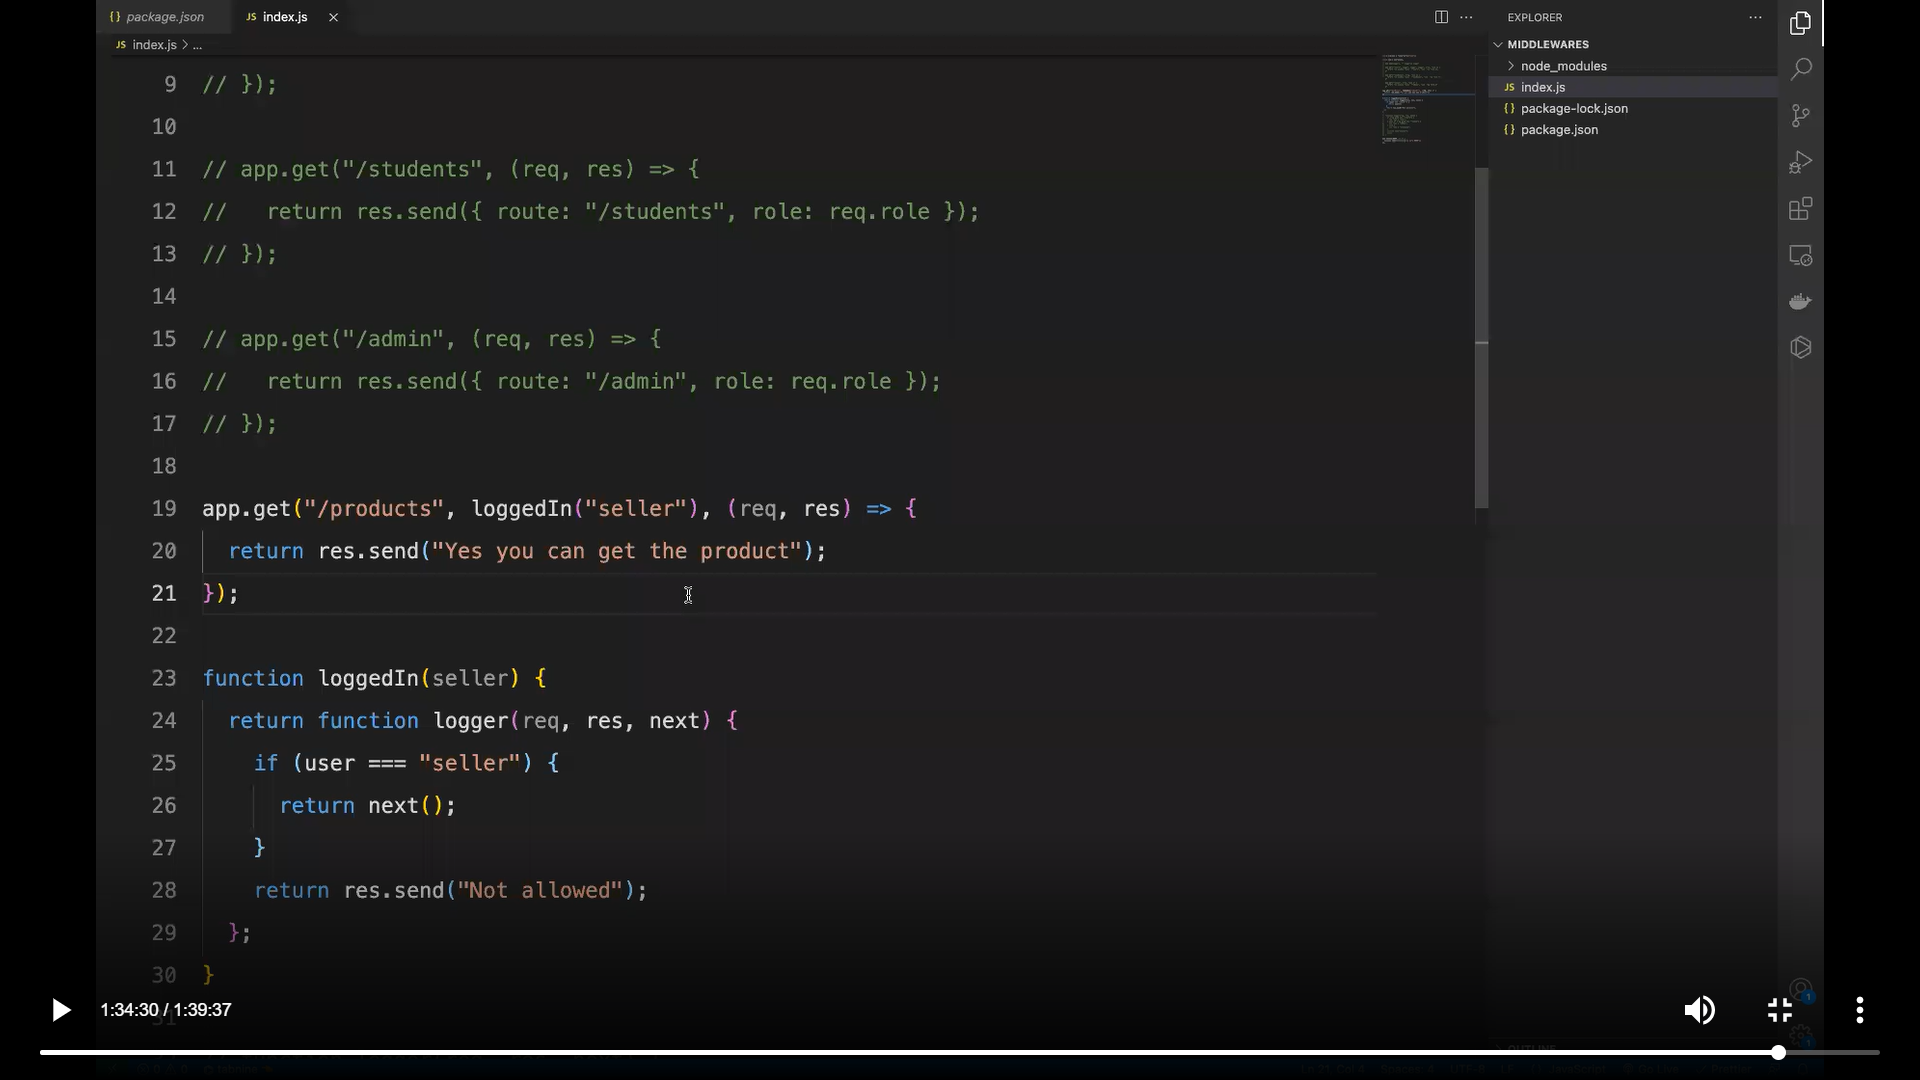 package.json
index.js
index.js > ...
9 // });
10
11 // app.get("/students", (req, res) => {
12 //   return res.send({ route: "/students", role: req.role });
13 // });
14
15 // app.get("/admin", (req, res) => {
16 //   return res.send({ route: "/admin", role: req.role });
17 // });
18
19 app.get("/products", loggedIn("seller"), (req, res) => {
20   return res.send("Yes you can get the product");
21 });
22
23 function loggedIn(seller) {
24   return function logger(req, res, next) {
25     if (user === "seller") {
26       return next();
27     }
28     return res.send("Not allowed");
29   };
30 }
31
1:34:30 / 1:39:37
EXPLORER
MIDDLEWARES
node_modules
JS index.js
{} package-lock.json
{} package.json
OUTLINE